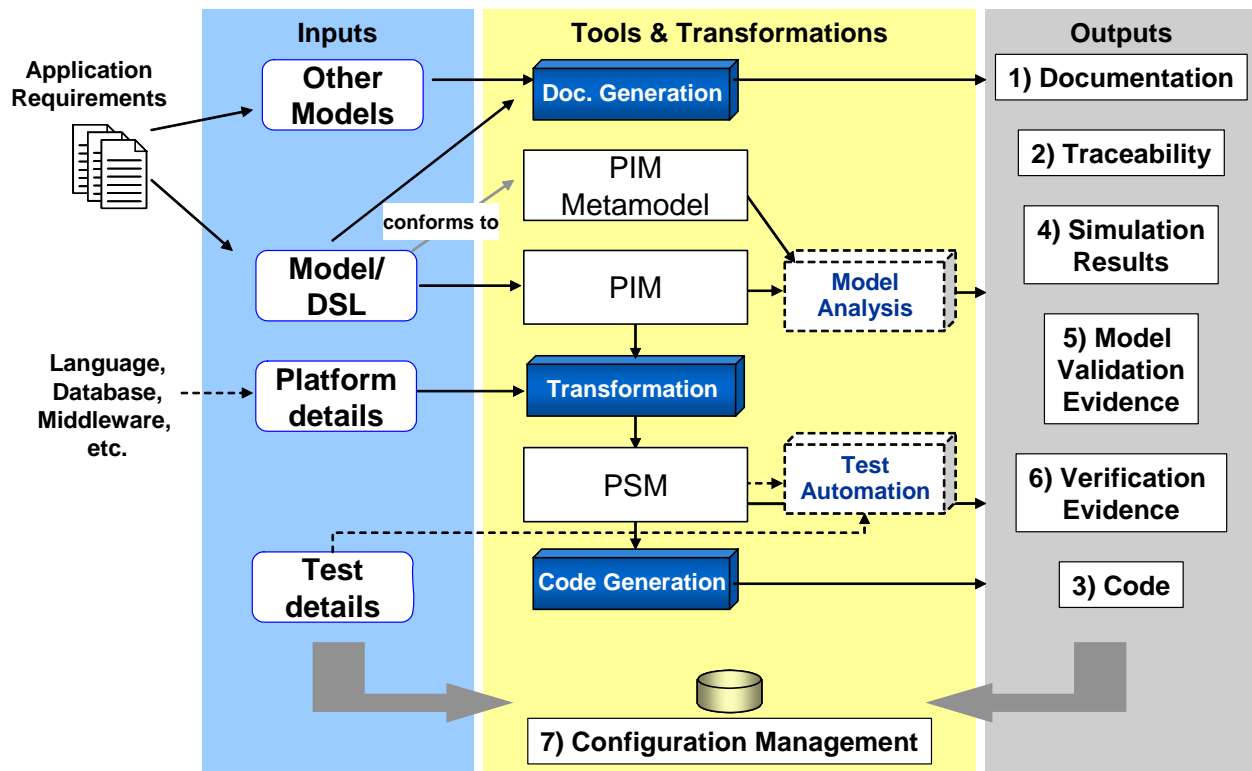 Inputs
Tools & Transformations
Outputs
Application
Requirements
Other
Models
Doc. Generation
1) Documentation
2) Traceability
PIM
Metamodel
conforms to
4) Simulation
Results
Model/
DSL
PIM
Model
Analysis
5) Model
Validation
Evidence
Language,
Database,
Middleware,
etc.
Platform
details
Transformation
PSM
Test
Automation
6) Verification
Evidence
Test
details
Code Generation
3) Code
7) Configuration Management